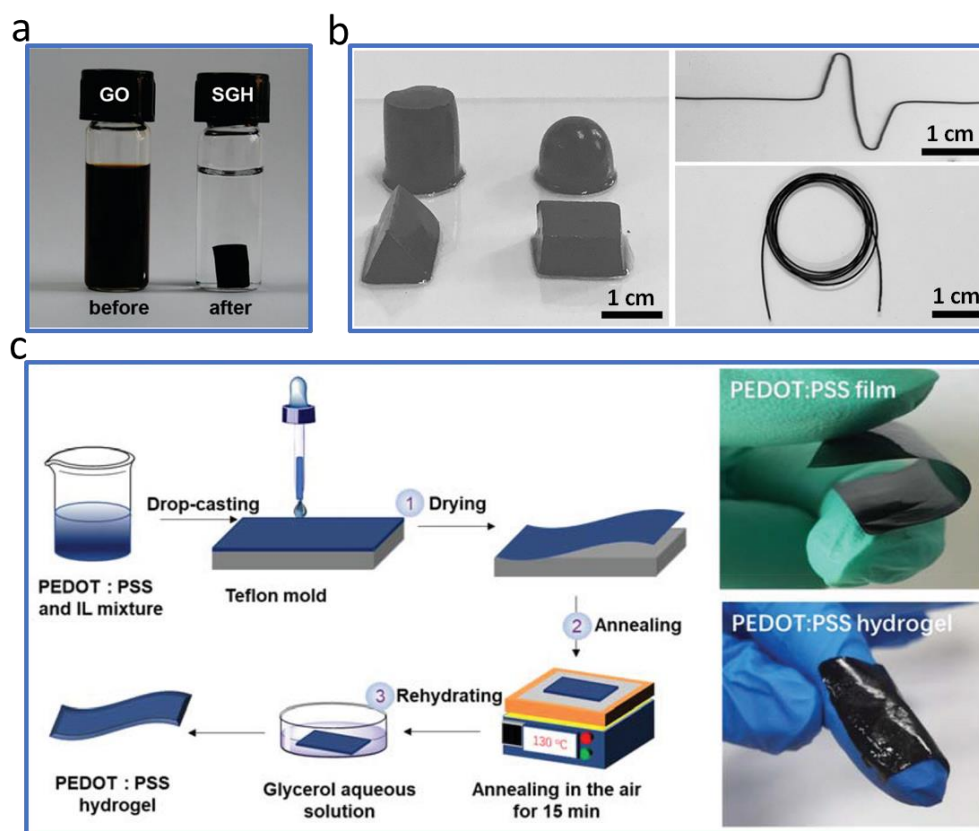 a
GO
SGH
before
after
b
1 cm
1 cm
1 cm
c
PEDOT : PSS
and IL mixture
Drop-casting
Teflon mold
1 Drying
2 Annealing
130 ºC
Annealing in the air
for 15 min
3 Rehydrating
Glycerol aqueous
solution
PEDOT : PSS
hydrogel
PEDOT:PSS film
PEDOT:PSS hydrogel